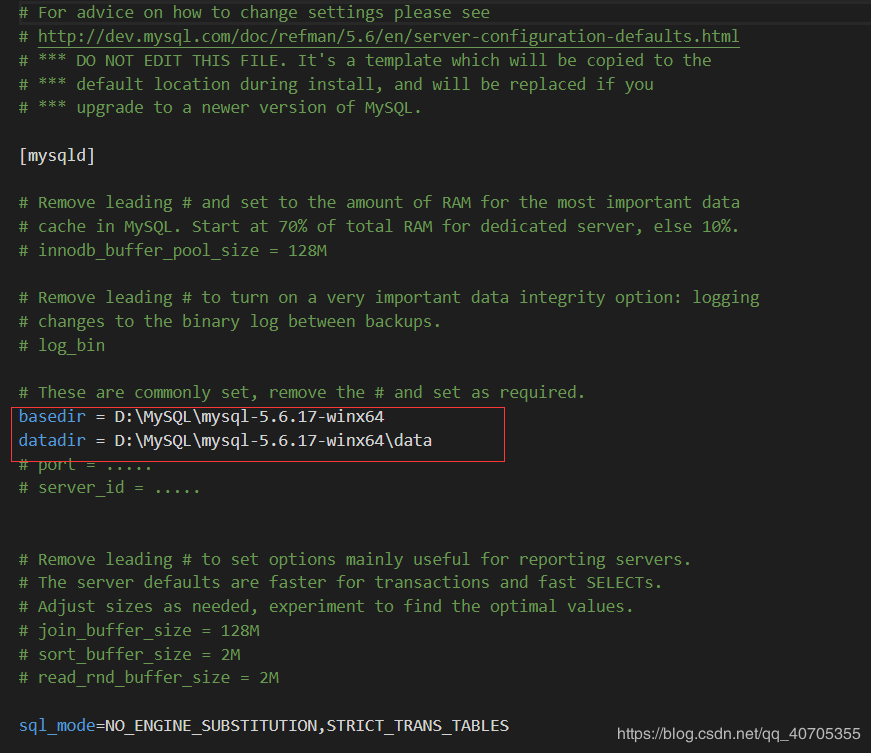 # For advice on how to change settings please see
# http://dev.mysql.com/doc/refman/5.6/en/server-configuration-defaults.html
# *** DO NOT EDIT THIS FILE. It's a template which will be copied to the
# *** default location during install, and will be replaced if you
# *** upgrade to a newer version of MySQL.
[mysqld]
# Remove leading # and set to the amount of RAM for the most important data
# cache in MySQL. Start at 70% of total RAM for dedicated server, else 10%.
# innodb_buffer_pool_size = 128M
# Remove leading # to turn on a very important data integrity option: logging
# changes to the binary log between backups.
# log_bin
# These are commonly set, remove the # and set as required.
basedir = D:\MySQL\mysql-5.6.17-winx64
datadir = D:\MySQL\mysql-5.6.17-winx64\data
# port = .....
# server_id = .....
# Remove leading # to set options mainly useful for reporting servers.
# The server defaults are faster for transactions and fast SELECTs.
# Adjust sizes as needed, experiment to find the optimal values.
# join_buffer_size = 128M
# sort_buffer_size = 2M
# read_rnd_buffer_size = 2M
sql_mode=NO_ENGINE_SUBSTITUTION,STRICT_TRANS_TABLES
https://blog.csdn.net/qq_40705355